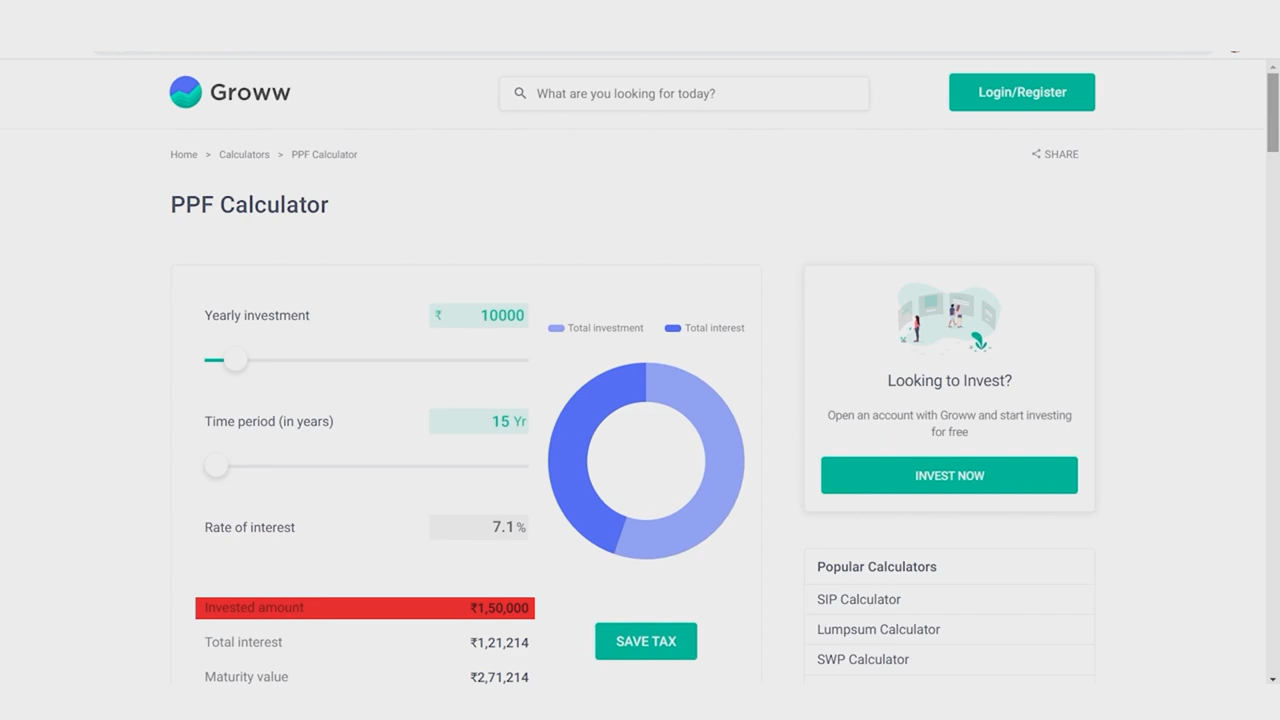 Groww
What are you looking for today?
Login/Register
Home > Calculators > PPF Calculator
SHARE
PPF Calculator
Yearly investment ₹ 10000
Total investment Total interest
Time period (in years) 15 Yr
Rate of interest 7.1 %
Invested amount ₹1,50,000
Total interest ₹1,21,214
Maturity value ₹2,71,214
SAVE TAX
Looking to Invest?
Open an account with Groww and start investing
for free
INVEST NOW
Popular Calculators
SIP Calculator
Lumpsum Calculator
SWP Calculator